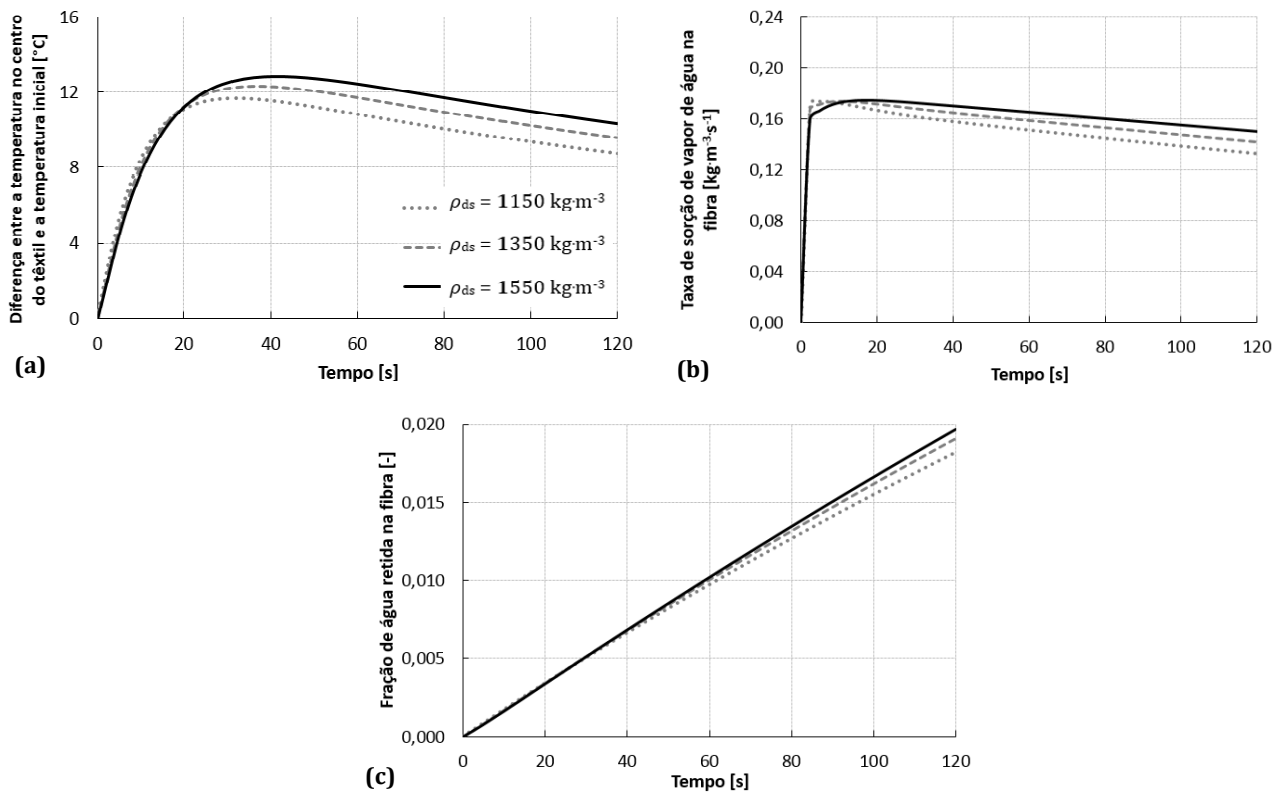 Diferença entre a temperatura no centro
do têxtil e a temperatura inicial [°C]
16
12
8
4
0
ρds = 1150 kg·m-3
ρds = 1350 kg·m-3
ρds = 1550 kg·m-3
0 20 40 60 80 100 120
Tempo [s]
(a)
Taxa de sorção de vapor de água na
fibra [kg·m-3·s-1]
0,24
0,20
0,16
0,12
0,08
0,04
0,00
0 20 40 60 80 100 120
Tempo [s]
(b)
Fração de água retida na fibra [-]
0,020
0,015
0,010
0,005
0,000
0 20 40 60 80 100 120
Tempo [s]
(c)